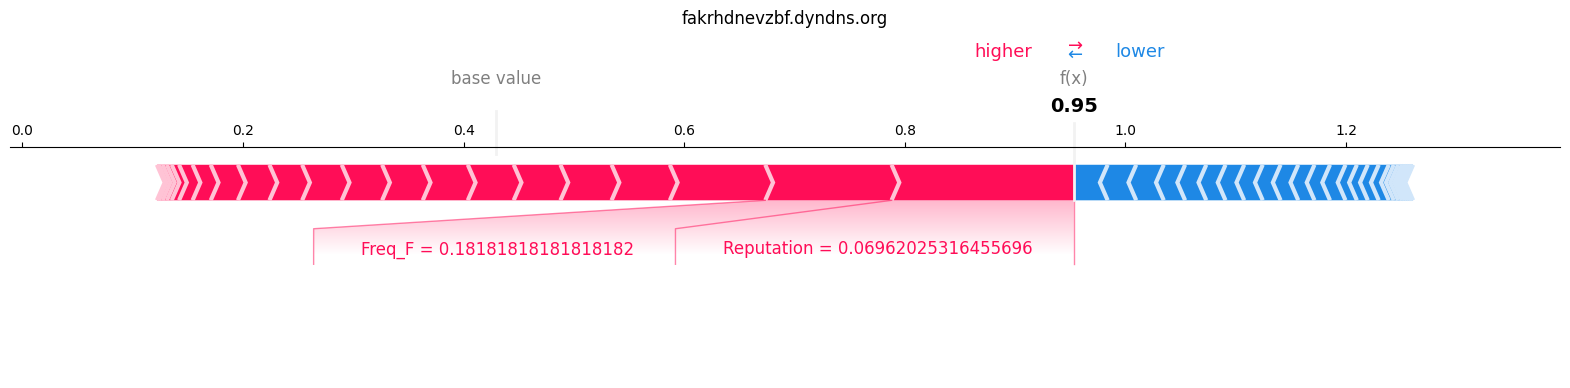 fakrhdnevzbf.dyndns.org
higher ⇄ lower
base value f(x)
0.95
0.0 0.2 0.4 0.6 0.8 1.0 1.2
Freq_F = 0.18181818181818182 Reputation = 0.06962025316455696